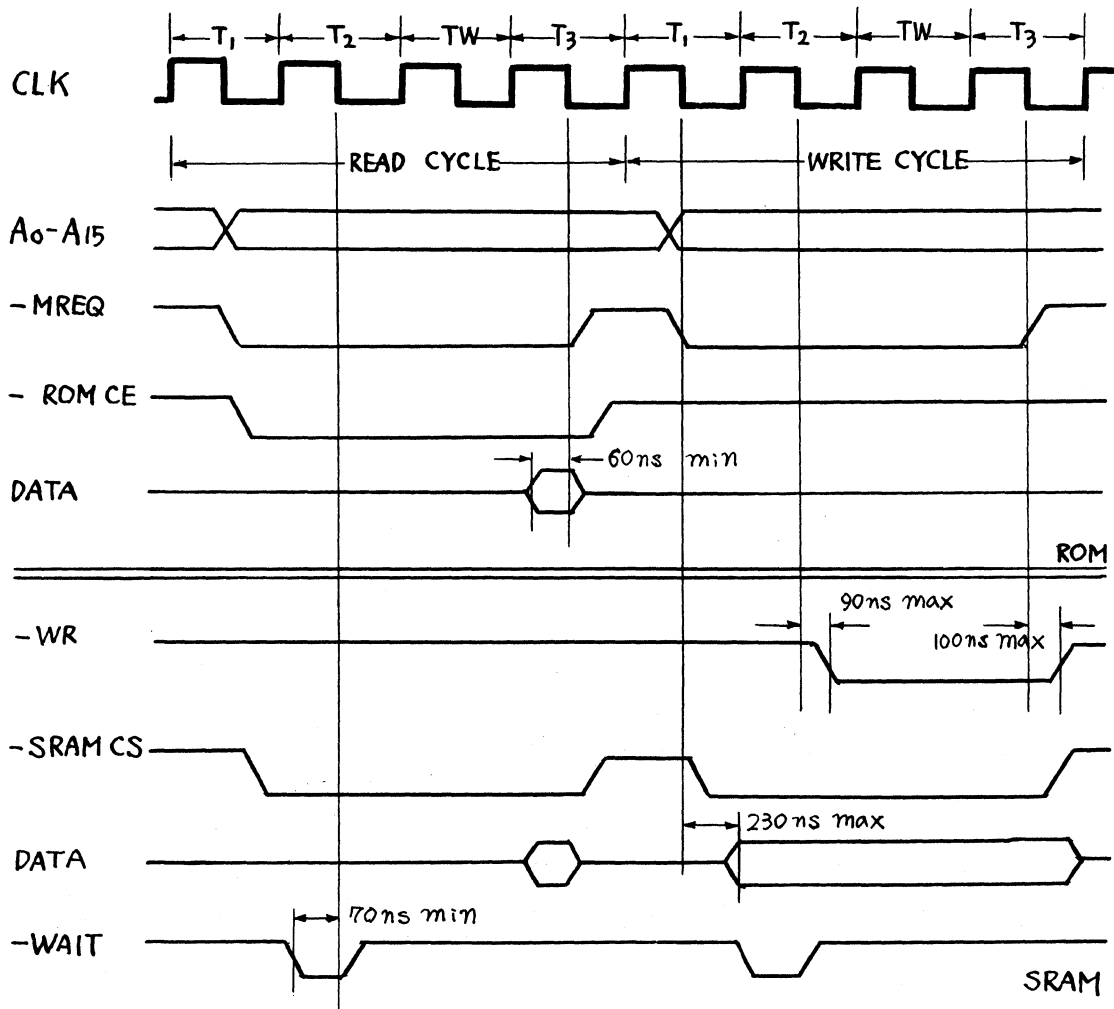 T1 T2 TW T3 T1 T2 TW T3
CLK
READ CYCLE WRITE CYCLE
A0-A15
-MREQ
- ROM CE
60ns min
DATA
ROM
90ns max
-WR
100ns max
-SRAM CS
230ns max
DATA
70ns min
-WAIT
SRAM